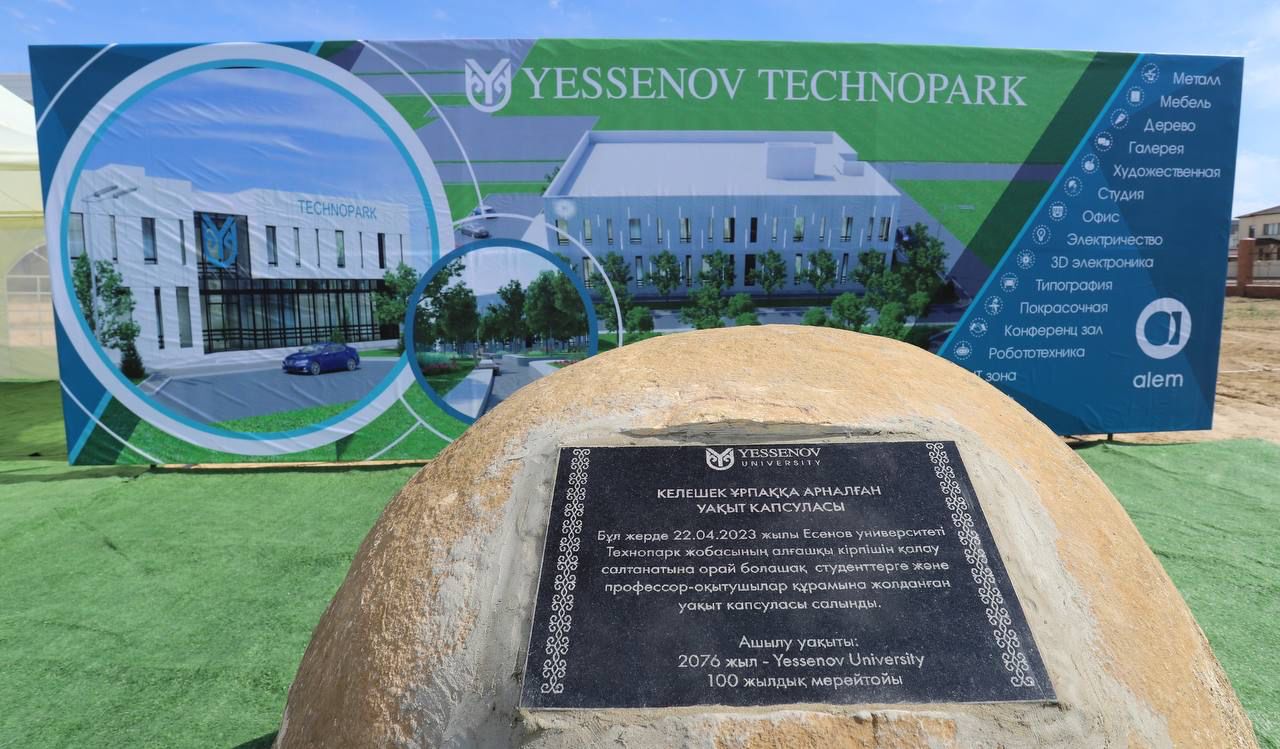 YESSENOV TECHNOPARK
TECHNOPARK
Металл
Мебель
Дерево
Галерея
Художественная
Студия
Офис
Электричество
3D электроника
Типография
Покрасочная
Конференц зал
Робототехника
IT зона
alem
YESSENOV
UNIVERSITY
КЕЛЕШЕК ҰРПАҚҚА АРНАЛҒАН
УАҚЫТ КАПСУЛАСЫ
Бұл жерде 22.04.2023 жылы Есенов университеті
Технопарк жобасының алғашқы кірпішін қалау
салтанатына орай болашақ студенттерге және
профессор-оқытушылар құрамына жолданған
уақыт капсуласы салынды.
Ашылу уақыты:
2076 жыл - Yessenov University
100 жылдық мерейтойы